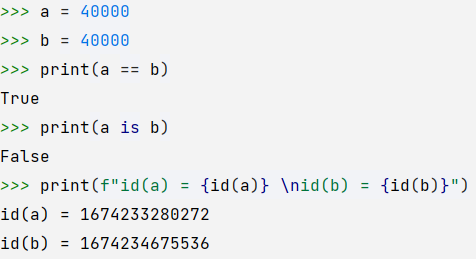 >>> a = 40000
>>> b = 40000
>>> print(a == b)
True
>>> print(a is b)
False
>>> print(f"id(a) = {id(a)} \nid(b) = {id(b)}")
id(a) = 1674233280272
id(b) = 1674234675536